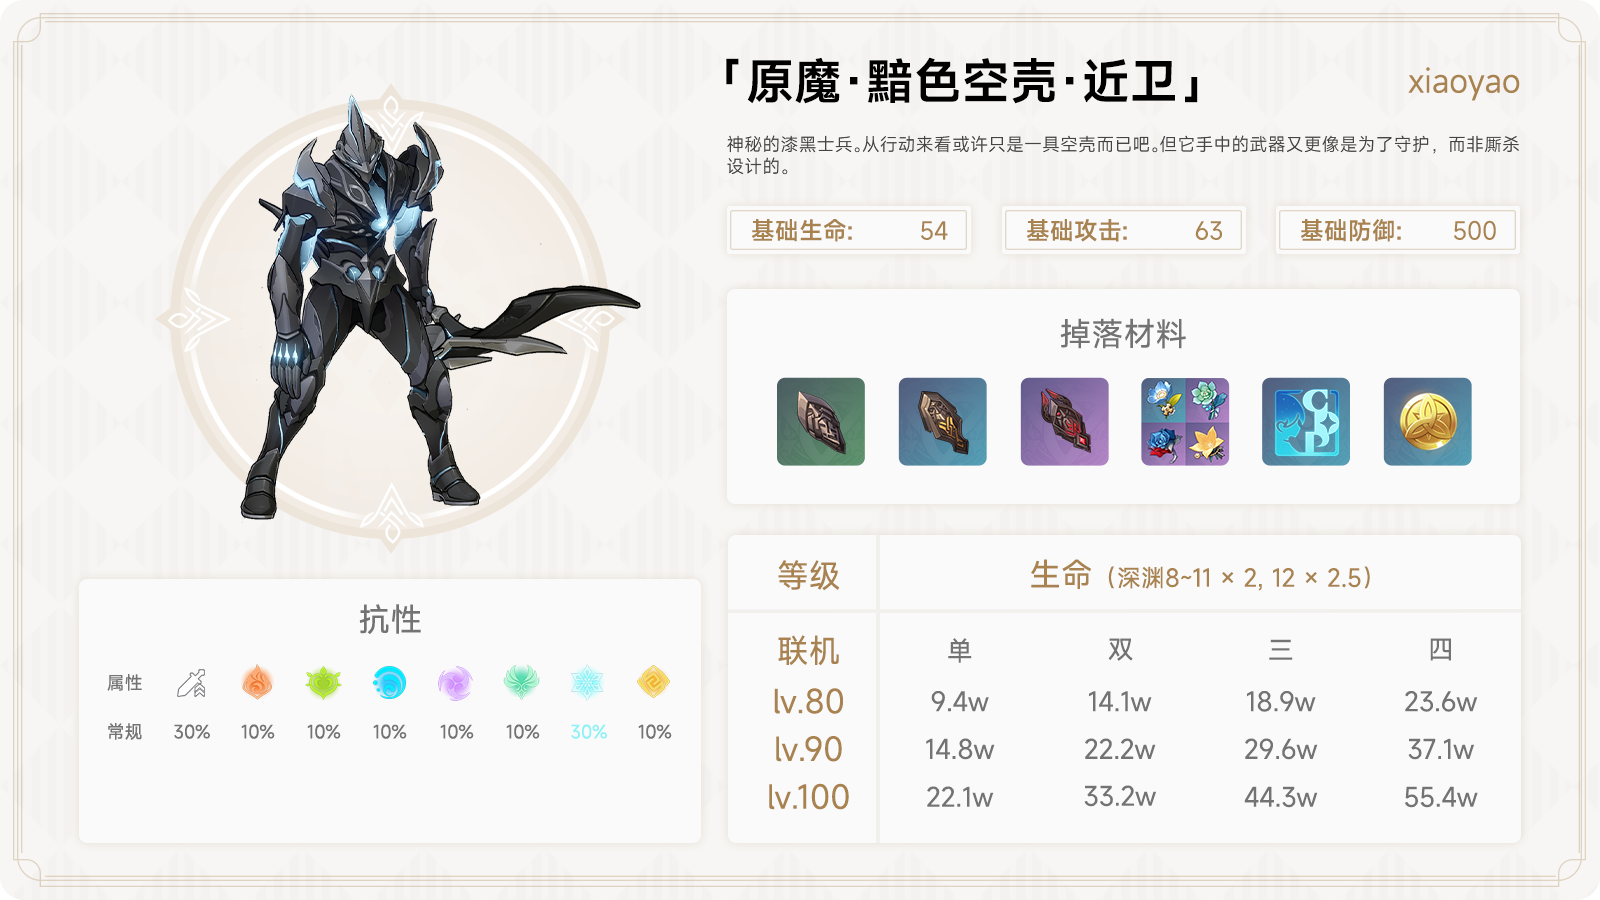 「原魔·黯色空壳·近卫」
xiaoyao
神秘的漆黑士兵。从行动来看或许只是一具空壳而已吧。但它手中的武器又更像是为了守护，而非厮杀
设计的。
基础生命: 54
基础攻击: 63
基础防御: 500
掉落材料
抗性
属性
常规 30% 10% 10% 10% 10% 10% 30% 10%
等级 生命（深渊8~11 × 2, 12 × 2.5）
联机 单 双 三 四
lv.80 9.4w 14.1w 18.9w 23.6w
lv.90 14.8w 22.2w 29.6w 37.1w
lv.100 22.1w 33.2w 44.3w 55.4w